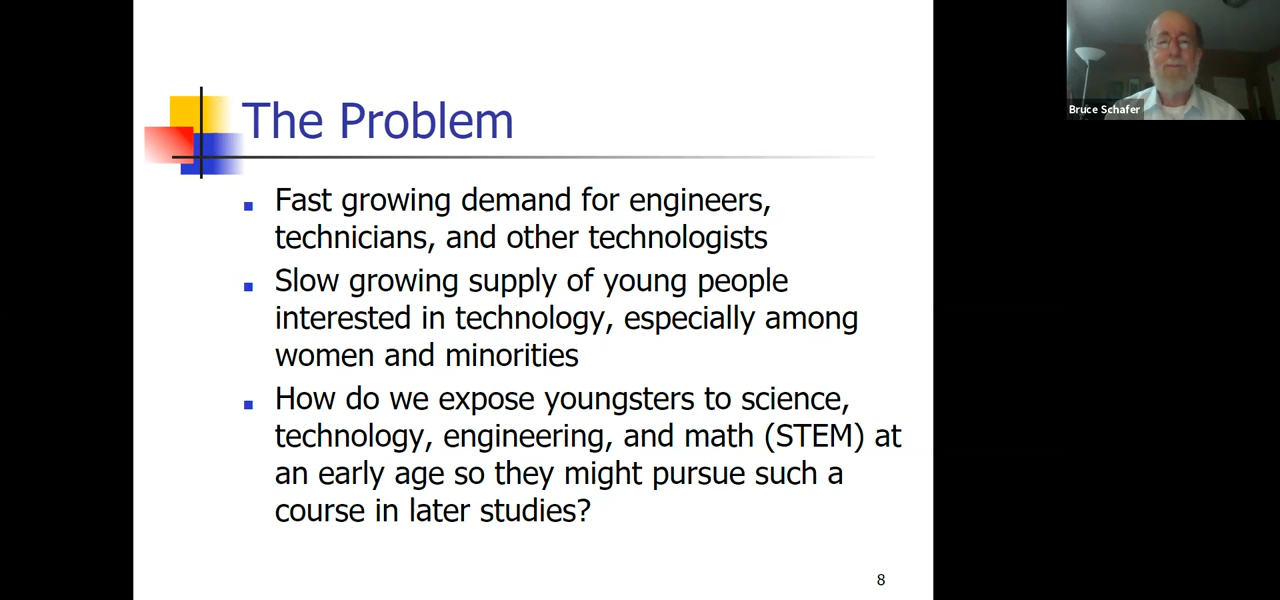 The Problem
Fast growing demand for engineers,
technicians, and other technologists
Slow growing supply of young people
interested in technology, especially among
women and minorities
How do we expose youngsters to science,
technology, engineering, and math (STEM) at
an early age so they might pursue such a
course in later studies?
8
Bruce Schafer